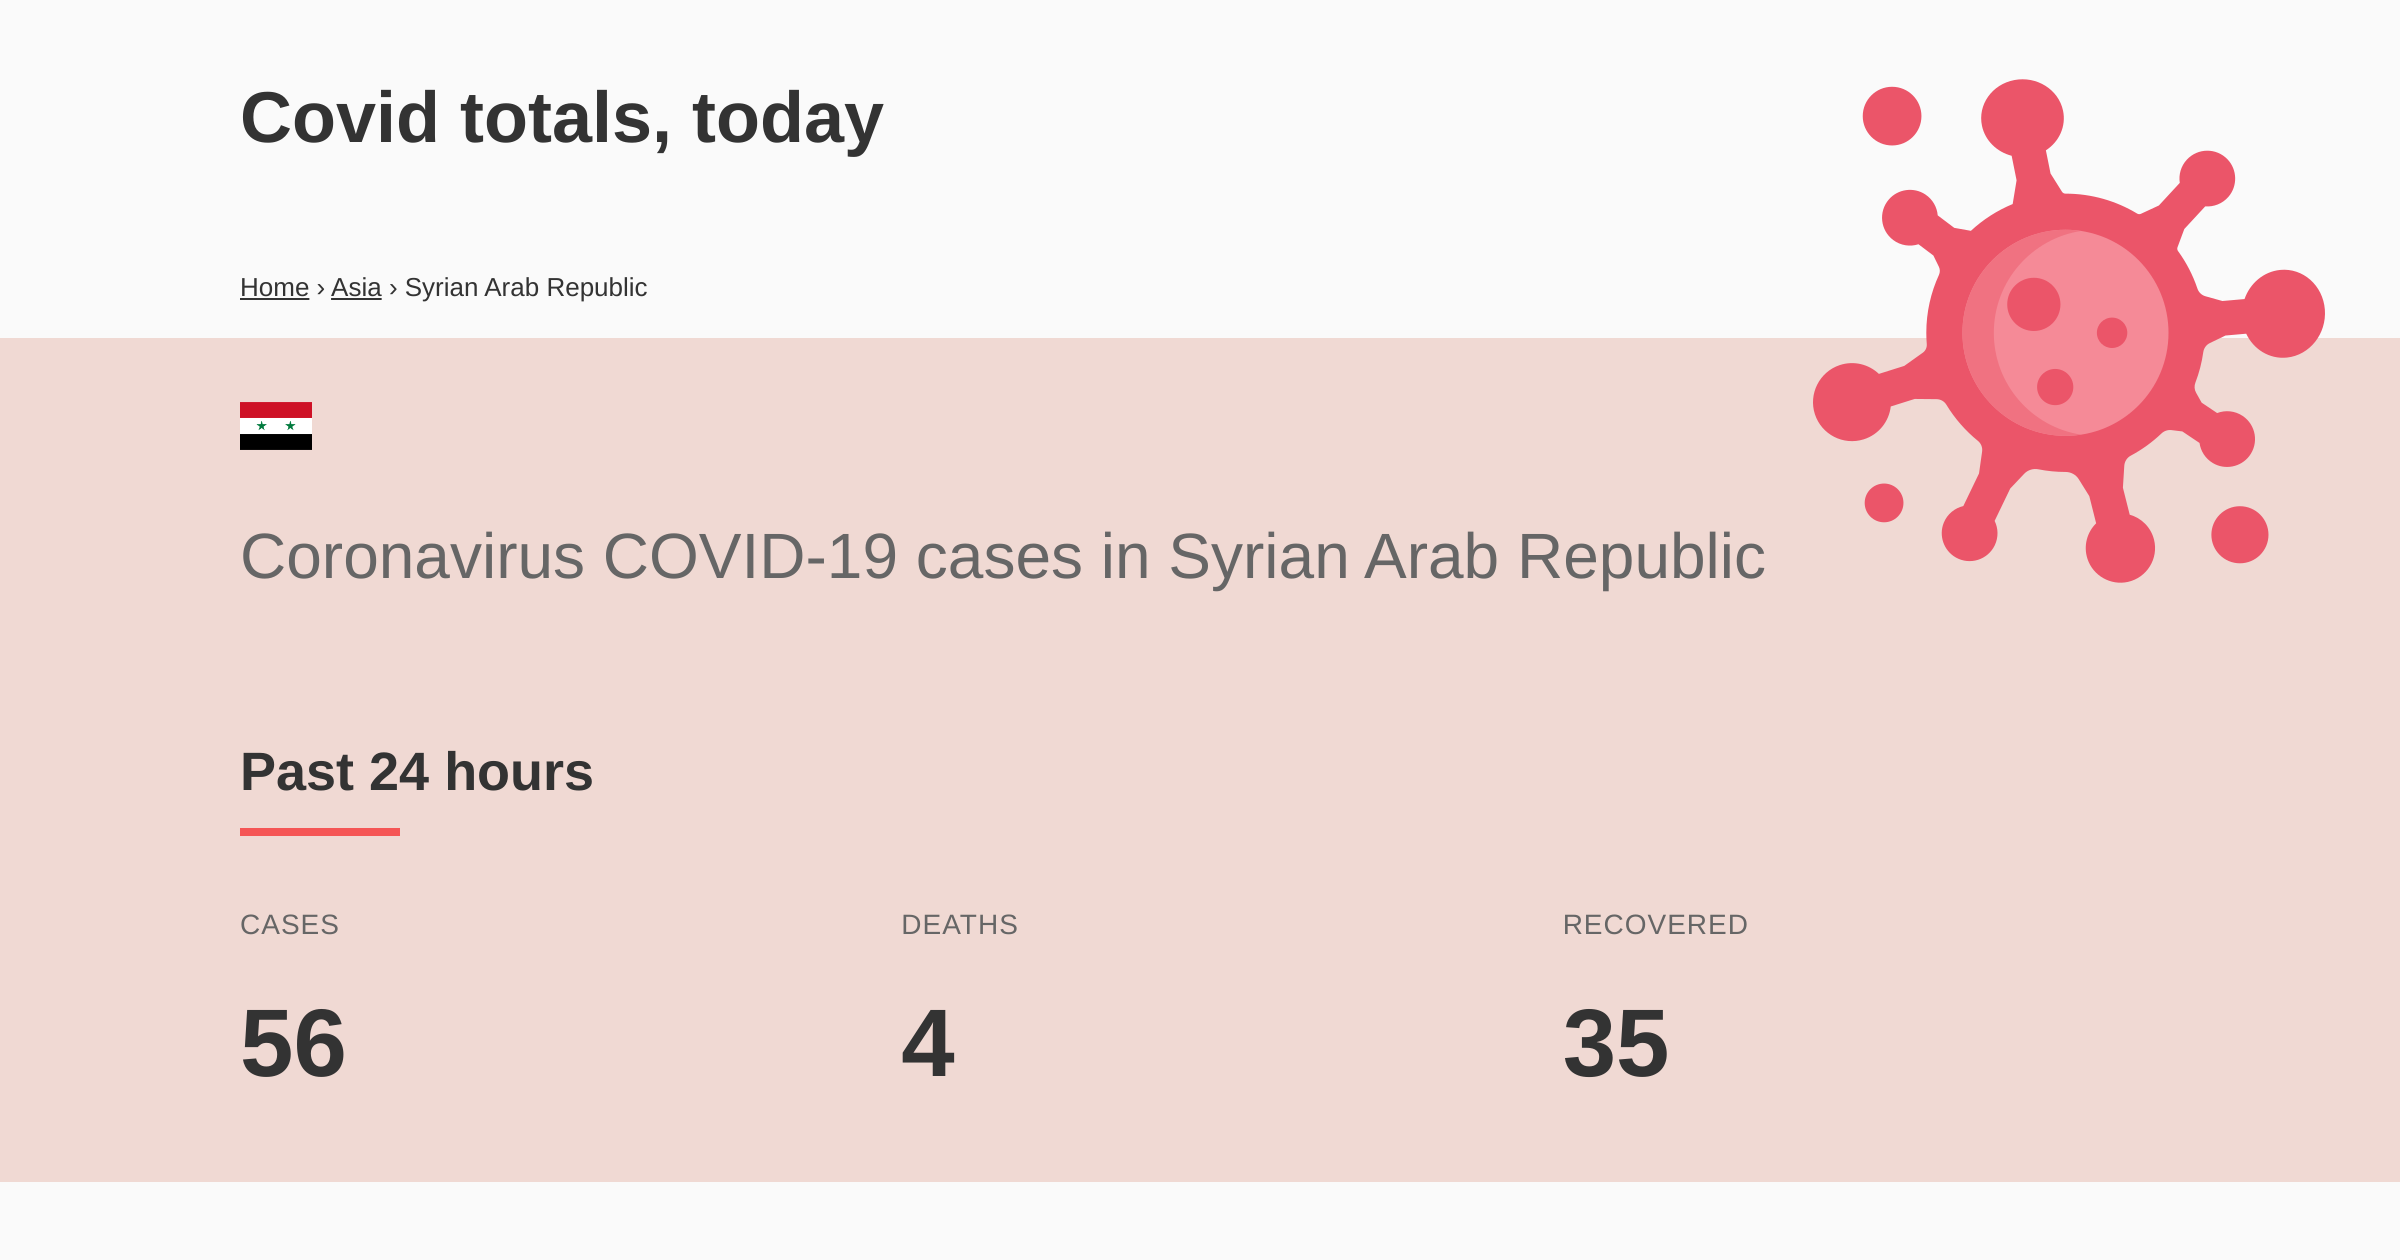 Covid totals, today
Home › Asia › Syrian Arab Republic
Coronavirus COVID-19 cases in Syrian Arab Republic
Past 24 hours
CASES DEATHS RECOVERED
56 4 35